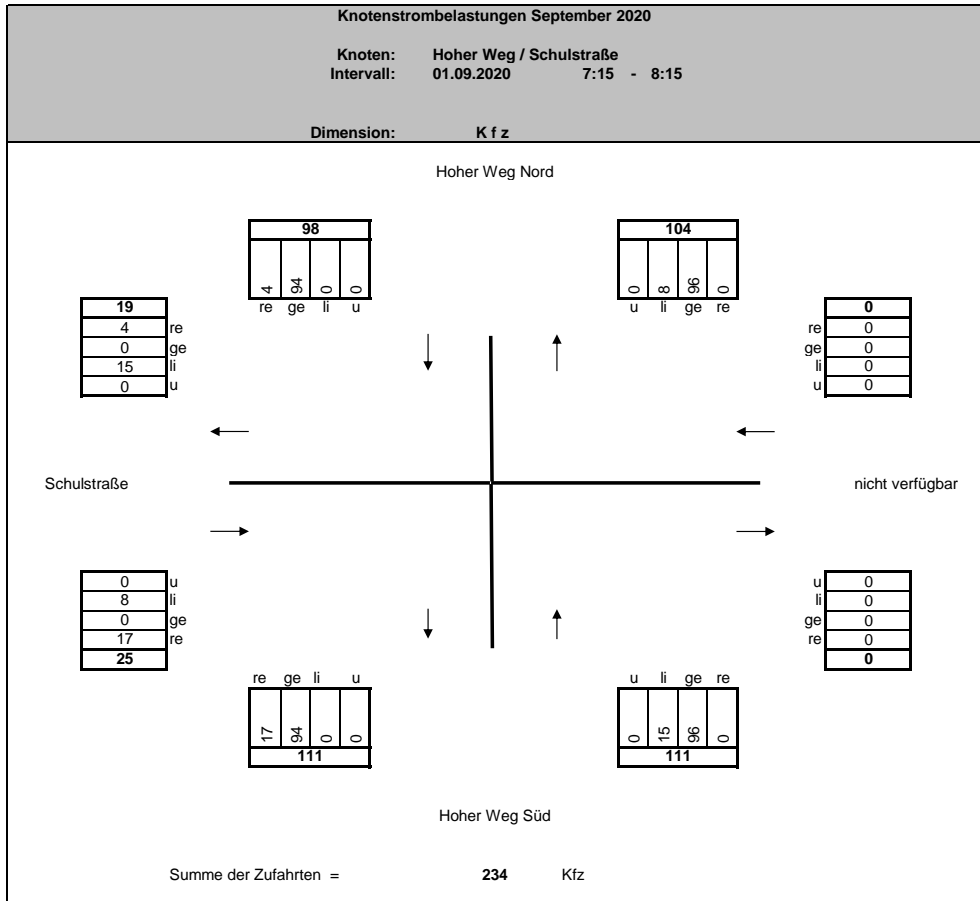 Knotenstrombelastungen September 2020
Knoten: Hoher Weg / Schulstraße
Intervall: 01.09.2020 7:15 - 8:15
Dimension: K f z
Hoher Weg Nord
98
4 94 0 0
re ge li u
104
0 8 96 0
u li ge re
19
4 re
0 ge
15 li
0 u
0
re 0
ge 0
li 0
u 0
Schulstraße
nicht verfügbar
0 u
8 li
0 ge
17 re
25
u 0
li 0
ge 0
re 0
0
re ge li u
17 94 0 0
111
u li ge re
0 15 96 0
111
Hoher Weg Süd
Summe der Zufahrten = 234 Kfz